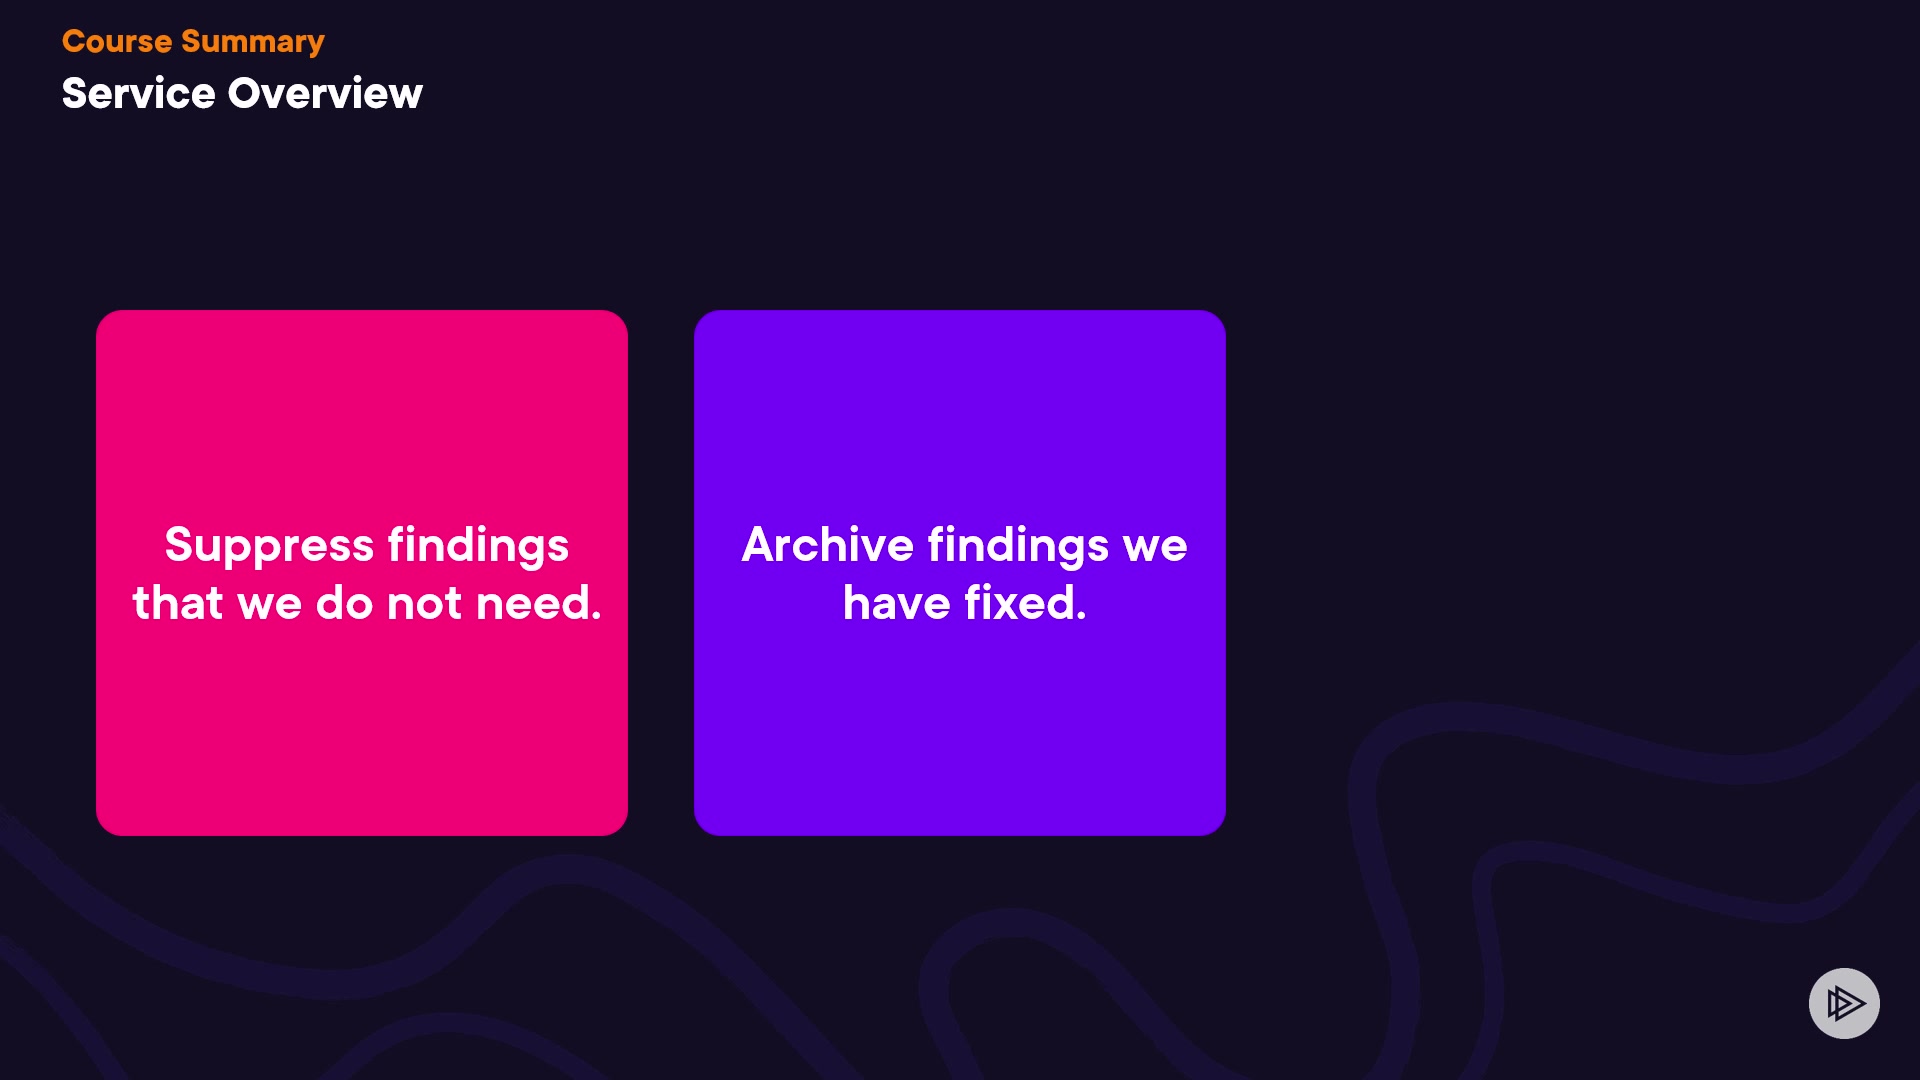 Course Summary
Service Overview
Suppress findings
that we do not need.
Archive findings we
have fixed.